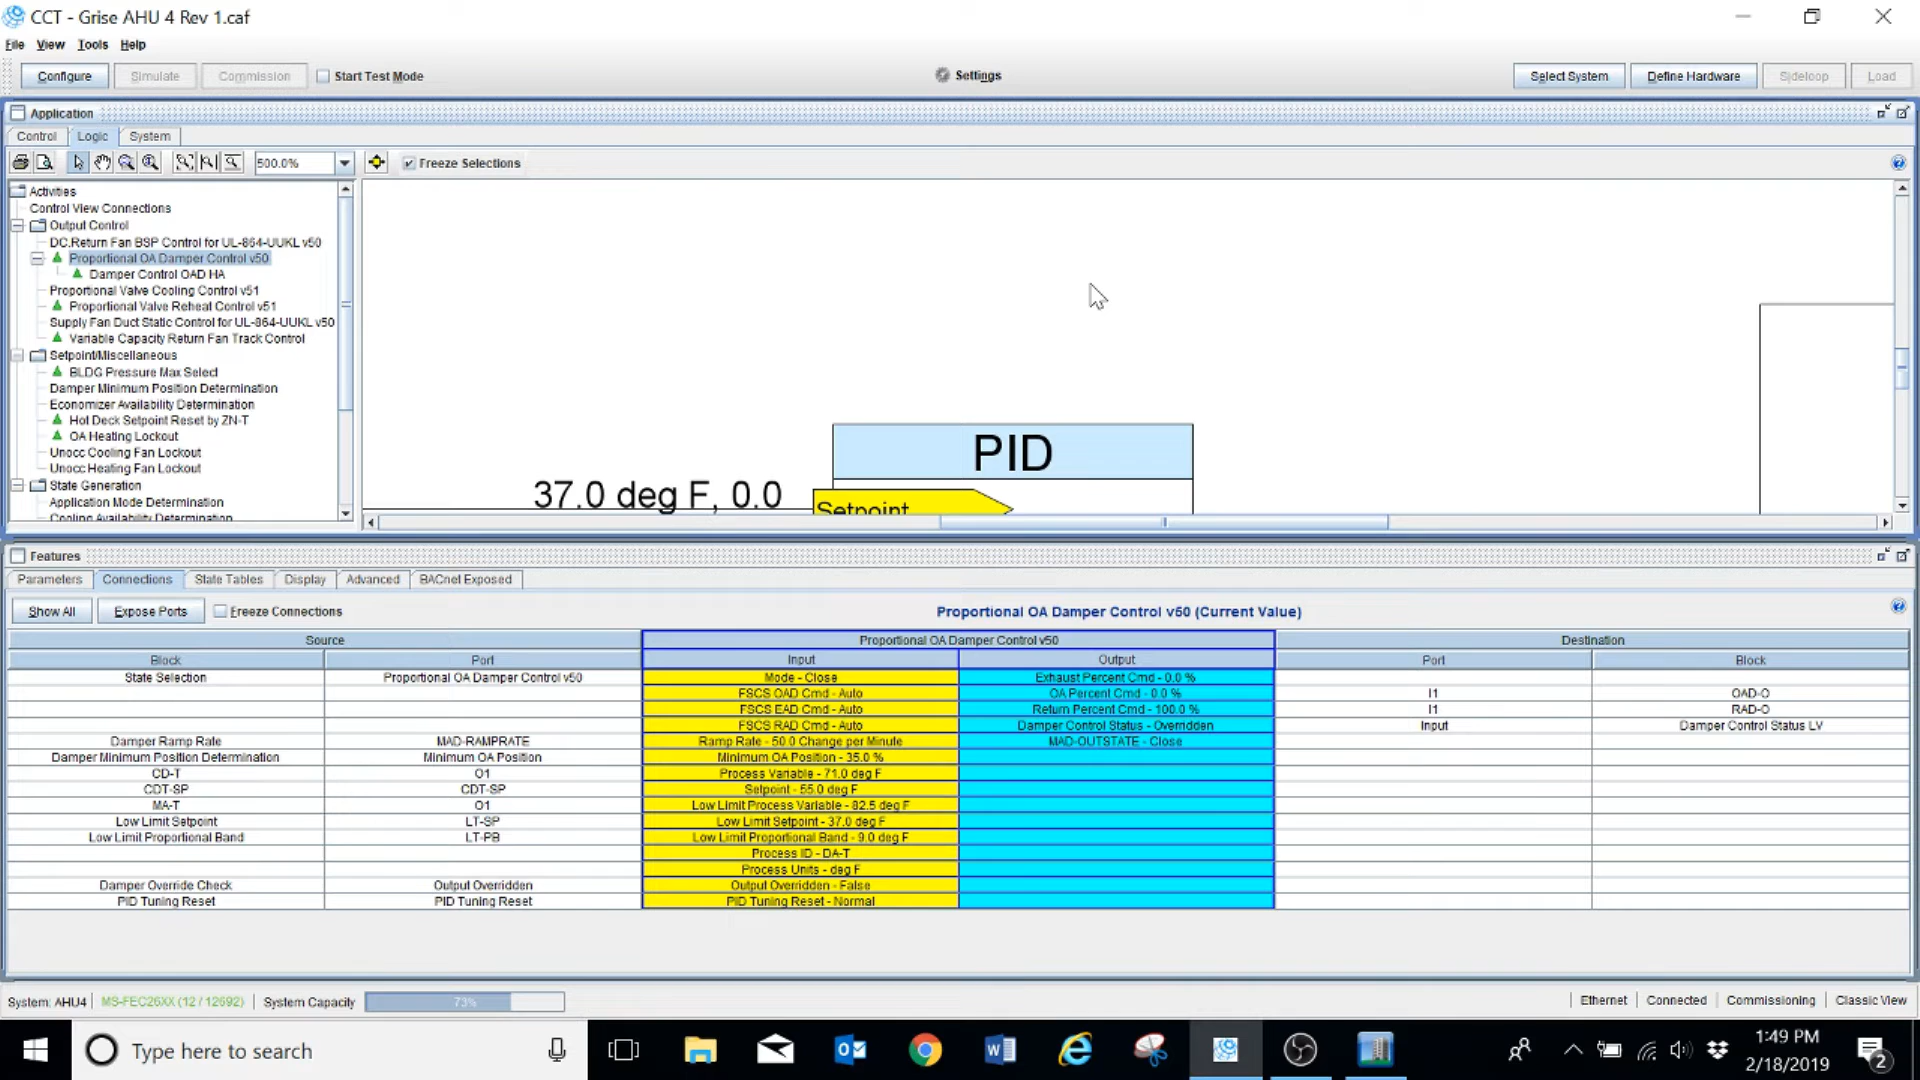 CCT - Grise AHU 4 Rev 1.caf
File View Tools Help
Configure Simulate Commission Start Test Mode Settings Select System Define Hardware Sideloop Load
Application
Control Logic System
500.0% Freeze Selections
Activities
Control View Connections
Output Control
DC.Return Fan BSP Control for UL-864-UUKL v50
Proportional OA Damper Control v50
Damper Control OAD HA
Proportional Valve Cooling Control v51
Proportional Valve Reheat Control v51
Supply Fan Duct Static Control for UL-864-UUKL v50
Variable Capacity Return Fan Track Control
Setpoint/Miscellaneous
BLDG Pressure Max Select
Damper Minimum Position Determination
Economizer Availability Determination
Hot Deck Setpoint Reset by ZN-T
OA Heating Lockout
Unocc Cooling Fan Lockout
Unocc Heating Fan Lockout
State Generation
Application Mode Determination
Cooling Availability Determination
PID
37.0 deg F, 0.0
Setpoint
Features
Parameters Connections State Tables Display Advanced BACnet Exposed
Show All Expose Ports Freeze Connections Proportional OA Damper Control v50 (Current Value)
Source Proportional OA Damper Control v50 Destination
Block Port Input Output Port Block
State Selection Proportional OA Damper Control v50 Mode - Close Exhaust Percent Cmd - 0.0 %
FSCS OAD Cmd - Auto OA Percent Cmd - 0.0 % I1 OAD-O
FSCS EAD Cmd - Auto Return Percent Cmd - 100.0 % I1 RAD-O
FSCS RAD Cmd - Auto Damper Control Status - Overridden Input Damper Control Status LV
Damper Ramp Rate MAD-RAMPRATE Ramp Rate - 50.0 Change per Minute MAD-OUTSTATE - Close
Damper Minimum Position Determination Minimum OA Position Minimum OA Position - 35.0 %
CD-T O1 Process Variable - 71.0 deg F
CDT-SP CDT-SP Setpoint - 55.0 deg F
MA-T O1 Low Limit Process Variable - 82.5 deg F
Low Limit Setpoint LT-SP Low Limit Setpoint - 37.0 deg F
Low Limit Proportional Band LT-PB Low Limit Proportional Band - 9.0 deg F
Process ID - DA-T
Process Units - deg F
Damper Override Check Output Overridden Output Overridden - False
PID Tuning Reset PID Tuning Reset PID Tuning Reset - Normal
System: AHU4 MS-FEC26XX (12 / 12692) System Capacity 73% Ethernet Connected Commissioning Classic View
Type here to search
1:49 PM
2/18/2019
2